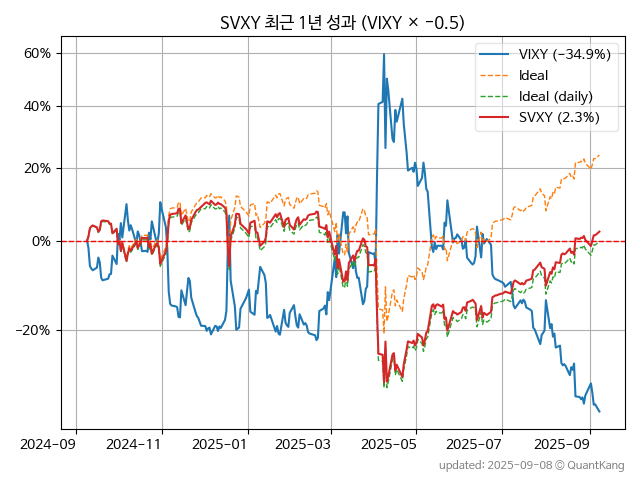 SVXY 최근 1년 성과 (VIXY × −0.5)
60%
40%
20%
0%
−20%
VIXY (−34.9%)
Ideal
Ideal (daily)
SVXY (2.3%)
2024-09
2024-11
2025-01
2025-03
2025-05
2025-07
2025-09
updated: 2025-09-08 © QuantKang